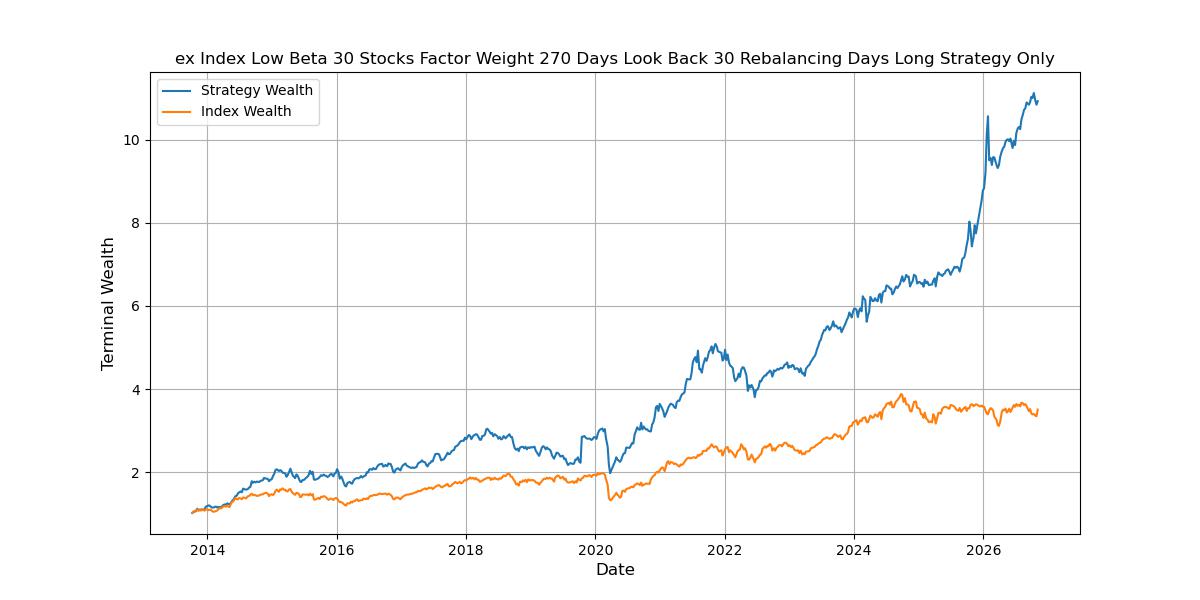 ex Index Low Beta 30 Stocks Factor Weight 270 Days Look Back 30 Rebalancing Days Long Strategy Only
Strategy Wealth
Index Wealth
Terminal Wealth
10
8
6
4
2
2014 2016 2018 2020 2022 2024 2026
Date